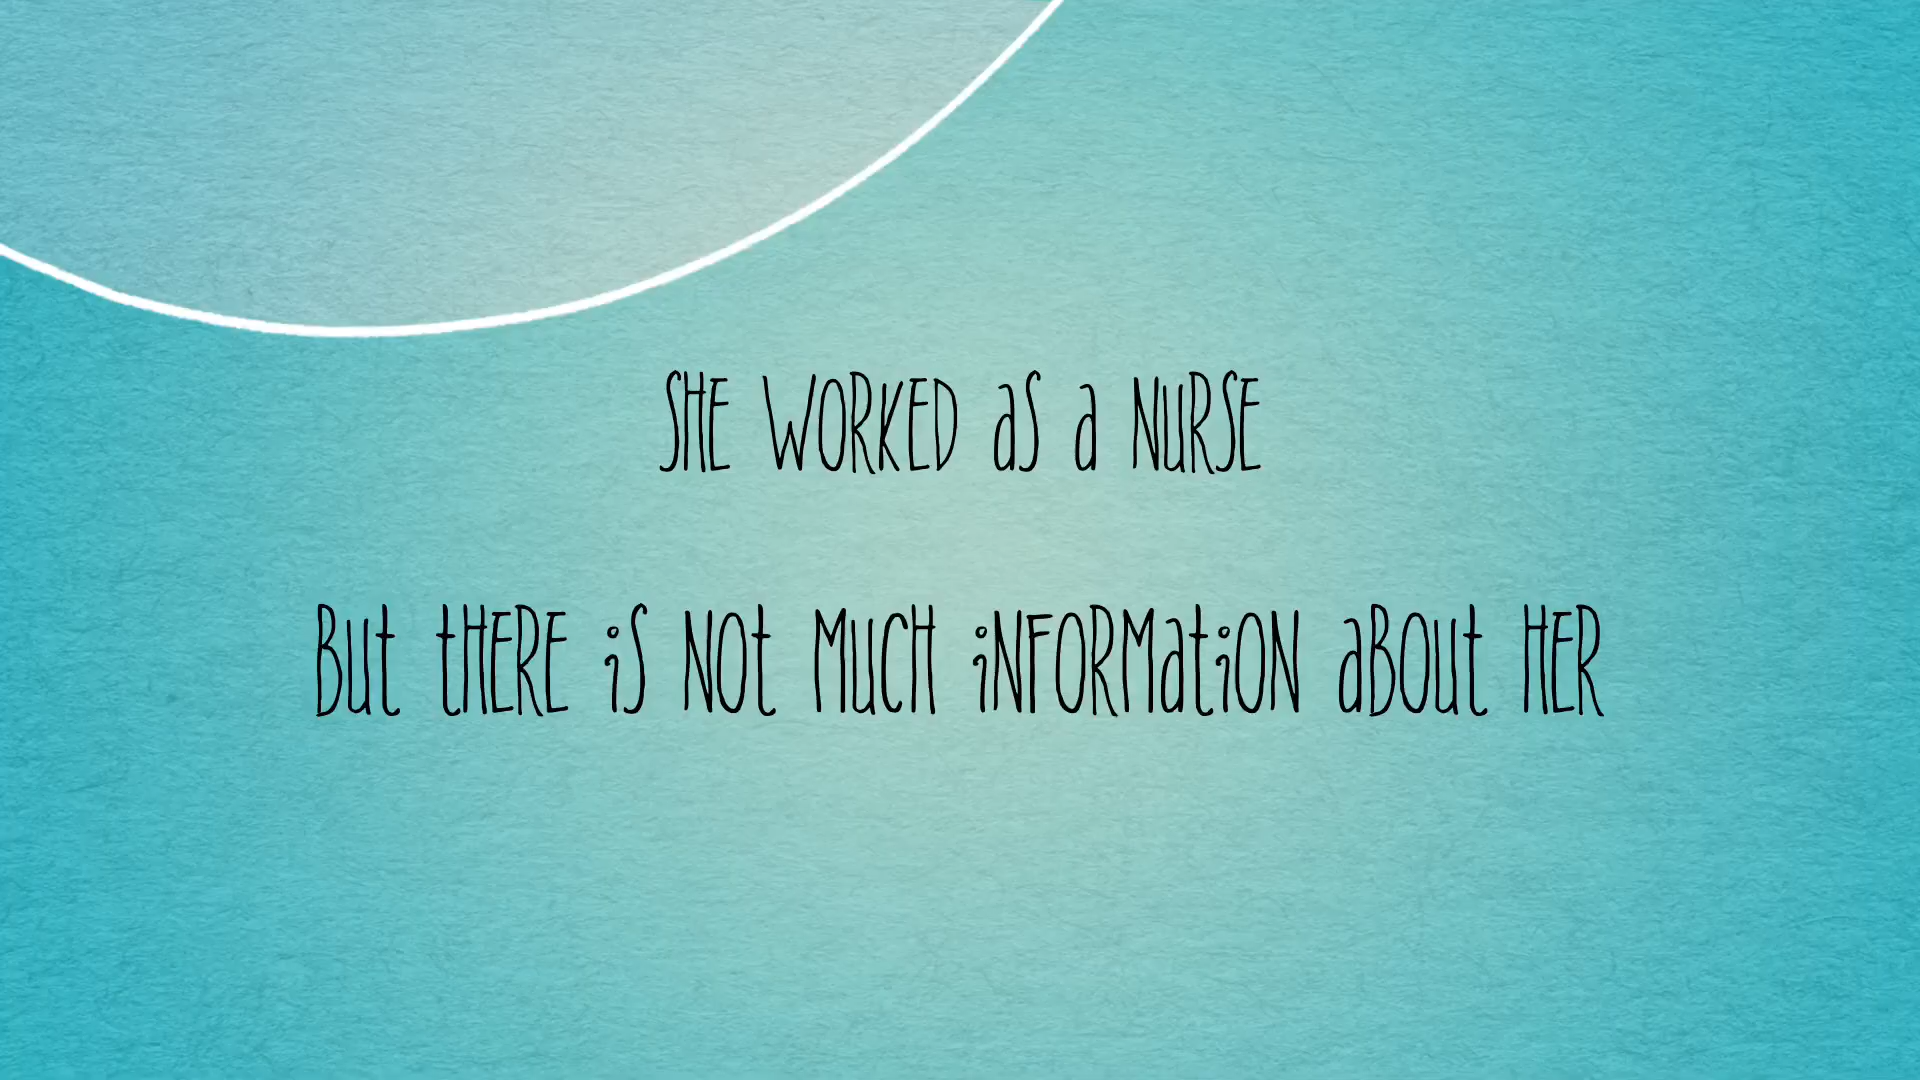 SHE WORKED aS a NURSE
BUt tHERE iS NOt MUCH iNFORMatiON aBOUt HER